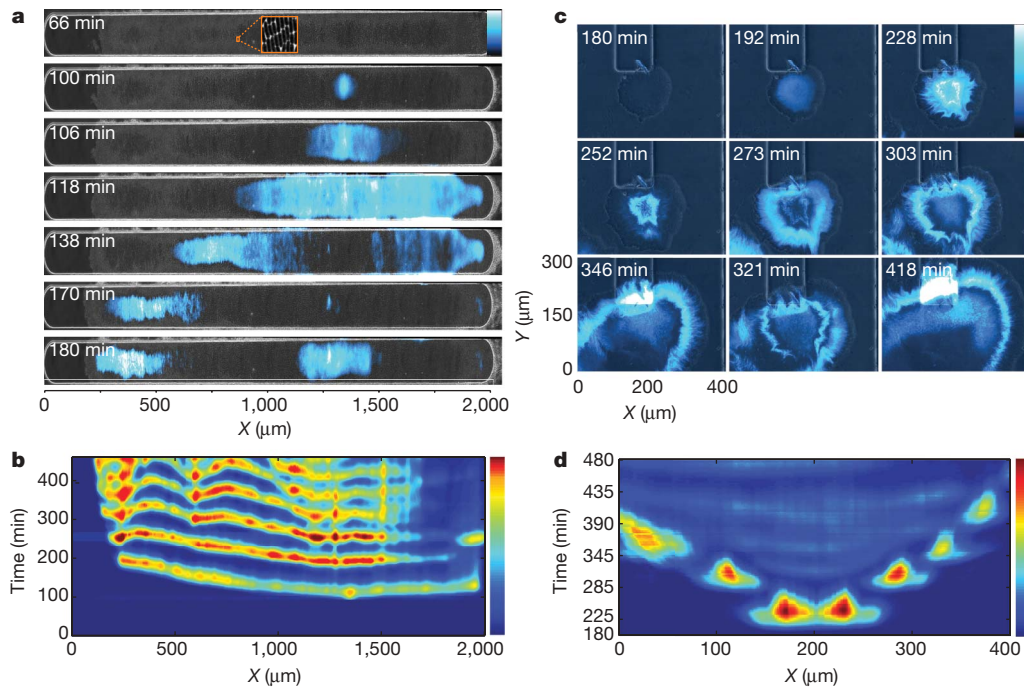 a
66 min
100 min
106 min
118 min
138 min
170 min
180 min
0 500 1,000 1,500 2,000
X (μm)
c
180 min 192 min 228 min
252 min 273 min 303 min
346 min 321 min 418 min
300
150
0
Y (μm)
0 200 400
X (μm)
b
400
300
200
100
0
Time (min)
0 500 1,000 1,500 2,000
X (μm)
d
480
435
390
345
285
225
180
Time (min)
0 100 200 300 400
X (μm)